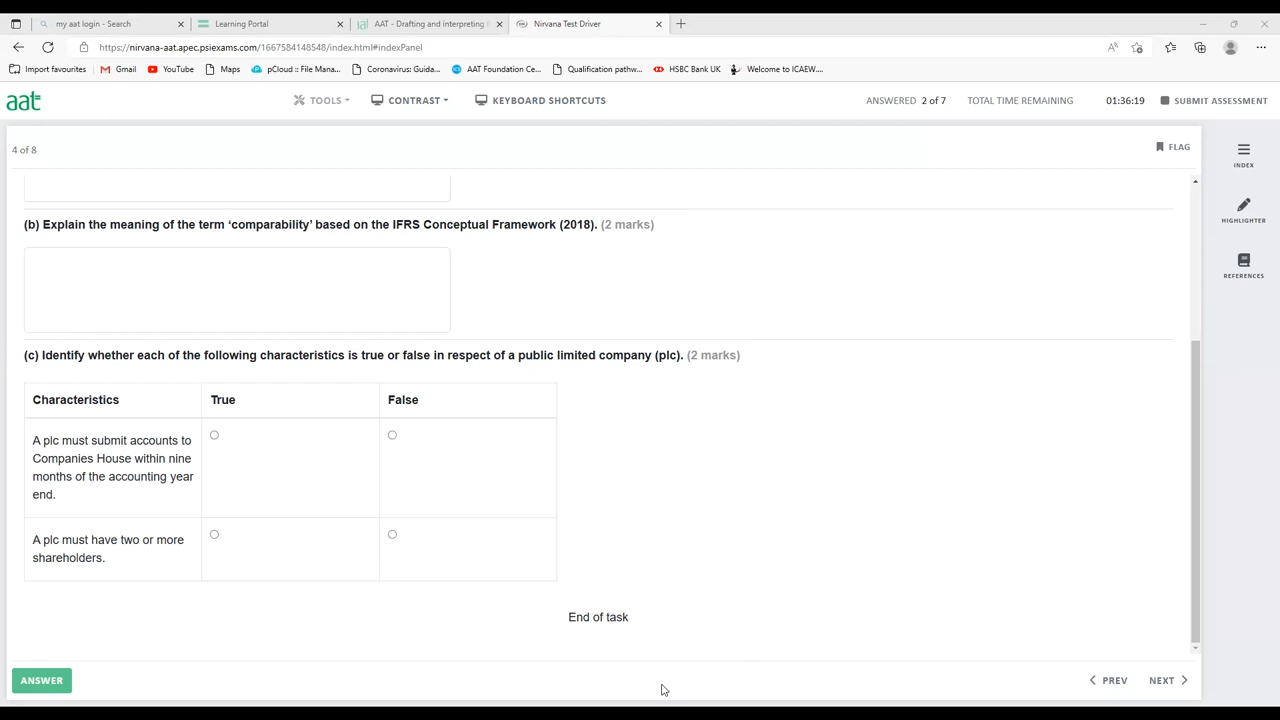 my aat login - Search
Learning Portal
AAT - Drafting and interpreting f
Nirvana Test Driver
https://nirvana-aat.apec.psiexams.com/1667584148548/index.html#indexPanel
Import favourites
Gmail
YouTube
Maps
pCloud :: File Mana...
Coronavirus: Guida...
AAT Foundation Ce...
Qualification pathw...
HSBC Bank UK
Welcome to ICAEW....
aat
TOOLS
CONTRAST
KEYBOARD SHORTCUTS
ANSWERED 2 of 7
TOTAL TIME REMAINING 01:36:19
SUBMIT ASSESSMENT
4 of 8
FLAG
INDEX
HIGHLIGHTER
REFERENCES
(b) Explain the meaning of the term ‘comparability’ based on the IFRS Conceptual Framework (2018). (2 marks)
(c) Identify whether each of the following characteristics is true or false in respect of a public limited company (plc). (2 marks)
Characteristics True False
A plc must submit accounts to
Companies House within nine
months of the accounting year
end.
A plc must have two or more
shareholders.
End of task
ANSWER
PREV
NEXT